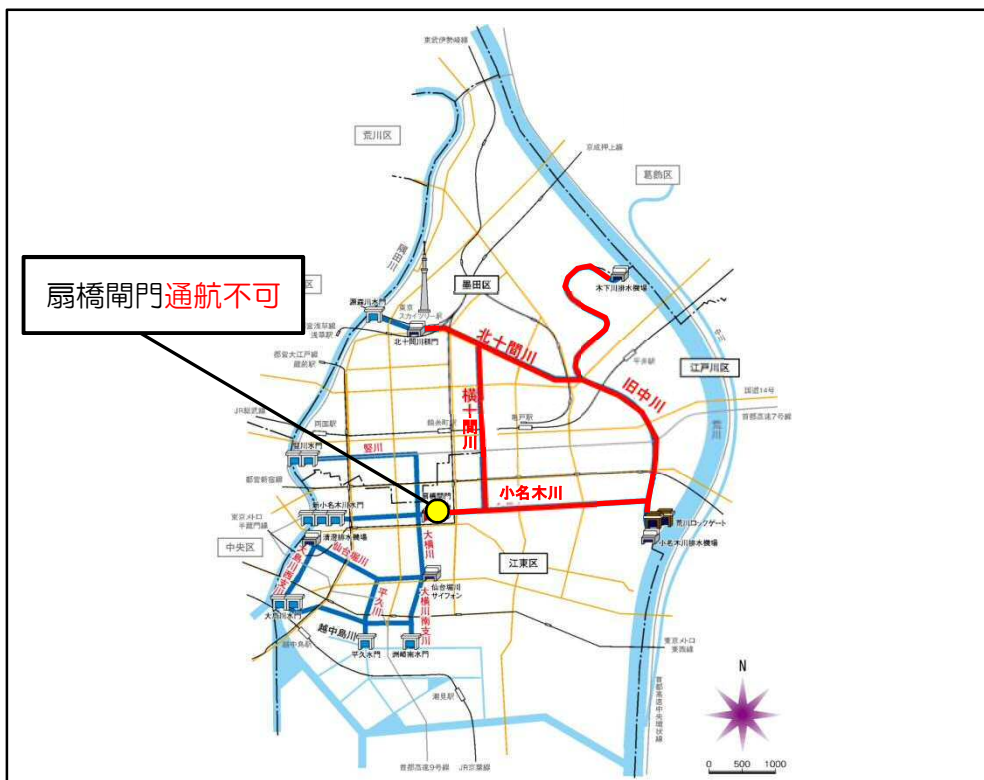 東武伊勢崎線
荒川区
京成押上線
葛飾区
隅田川
木下川排水機場
墨田区
扇橋閘門通航不可
区
源森川水門
東京
スカイツリー駅
浅草駅
北十間川樋門
北十間川
平井駅
江戸川区
旧中川
都営大江戸線
蔵前駅
国道14号
首都高速7号線
荒川
横十間川
JR総武線
両国駅
錦糸町駅
亀戸駅
竪川水門
竪川
都営新宿線
扇橋閘門
小名木川
新小名木川水門
東京メトロ
半蔵門線
荒川ロックゲート
小名木川排水機場
清澄排水機場
中央区
仙台堀川
大横川
江東区
大島川西支川
仙台堀川
サイフォン
平久川
大横川南支川
大島川水門
越中島川
越中島駅
平久水門
洲崎南水門
東京メトロ
東西線
潮見駅
首都高速中央環状線
首都高速9号線
JR京葉線
N
0 500 1000